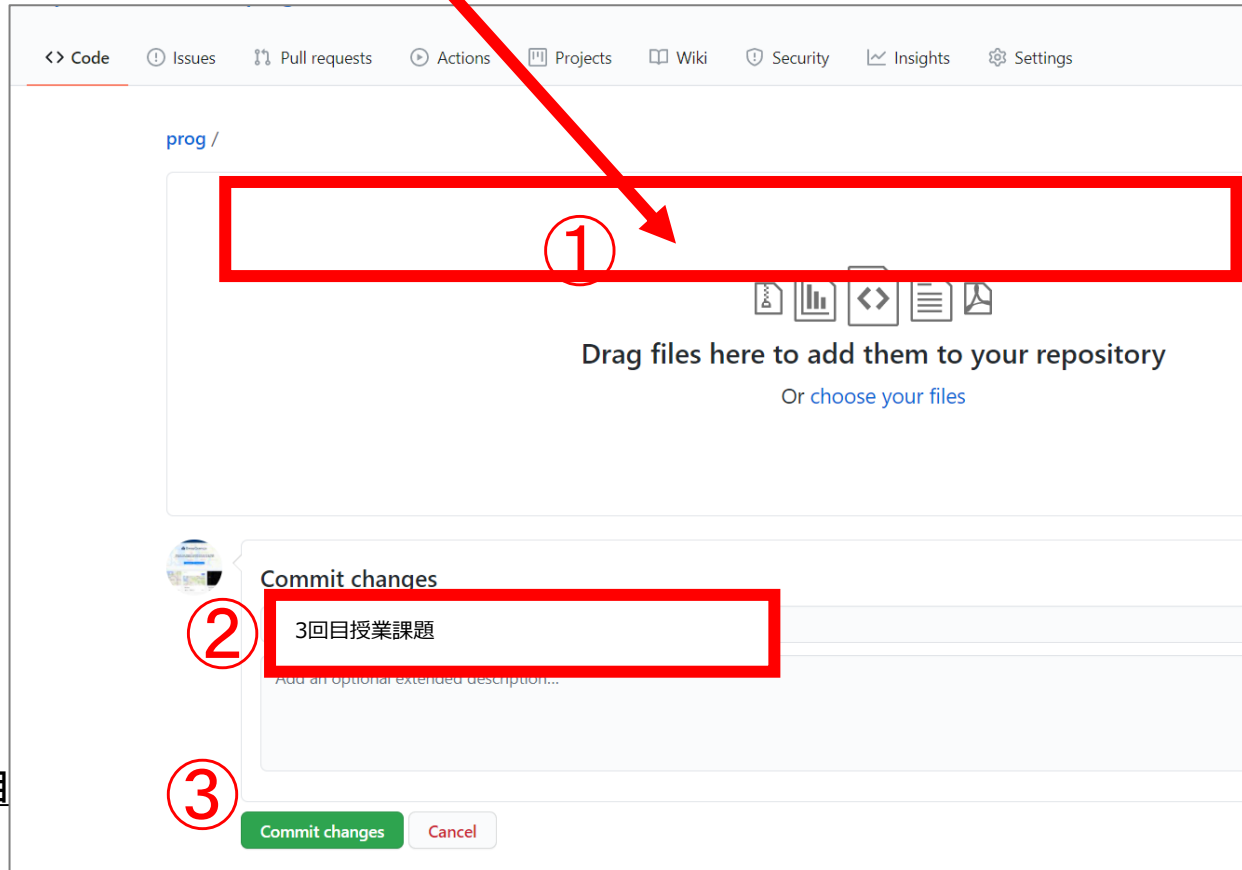 <> Code Issues Pull requests Actions Projects Wiki Security Insights Settings
prog /
①
Drag files here to add them to your repository
Or choose your files
Commit changes
② 3回目授業課題
Add an optional extended description...
③
Commit changes Cancel